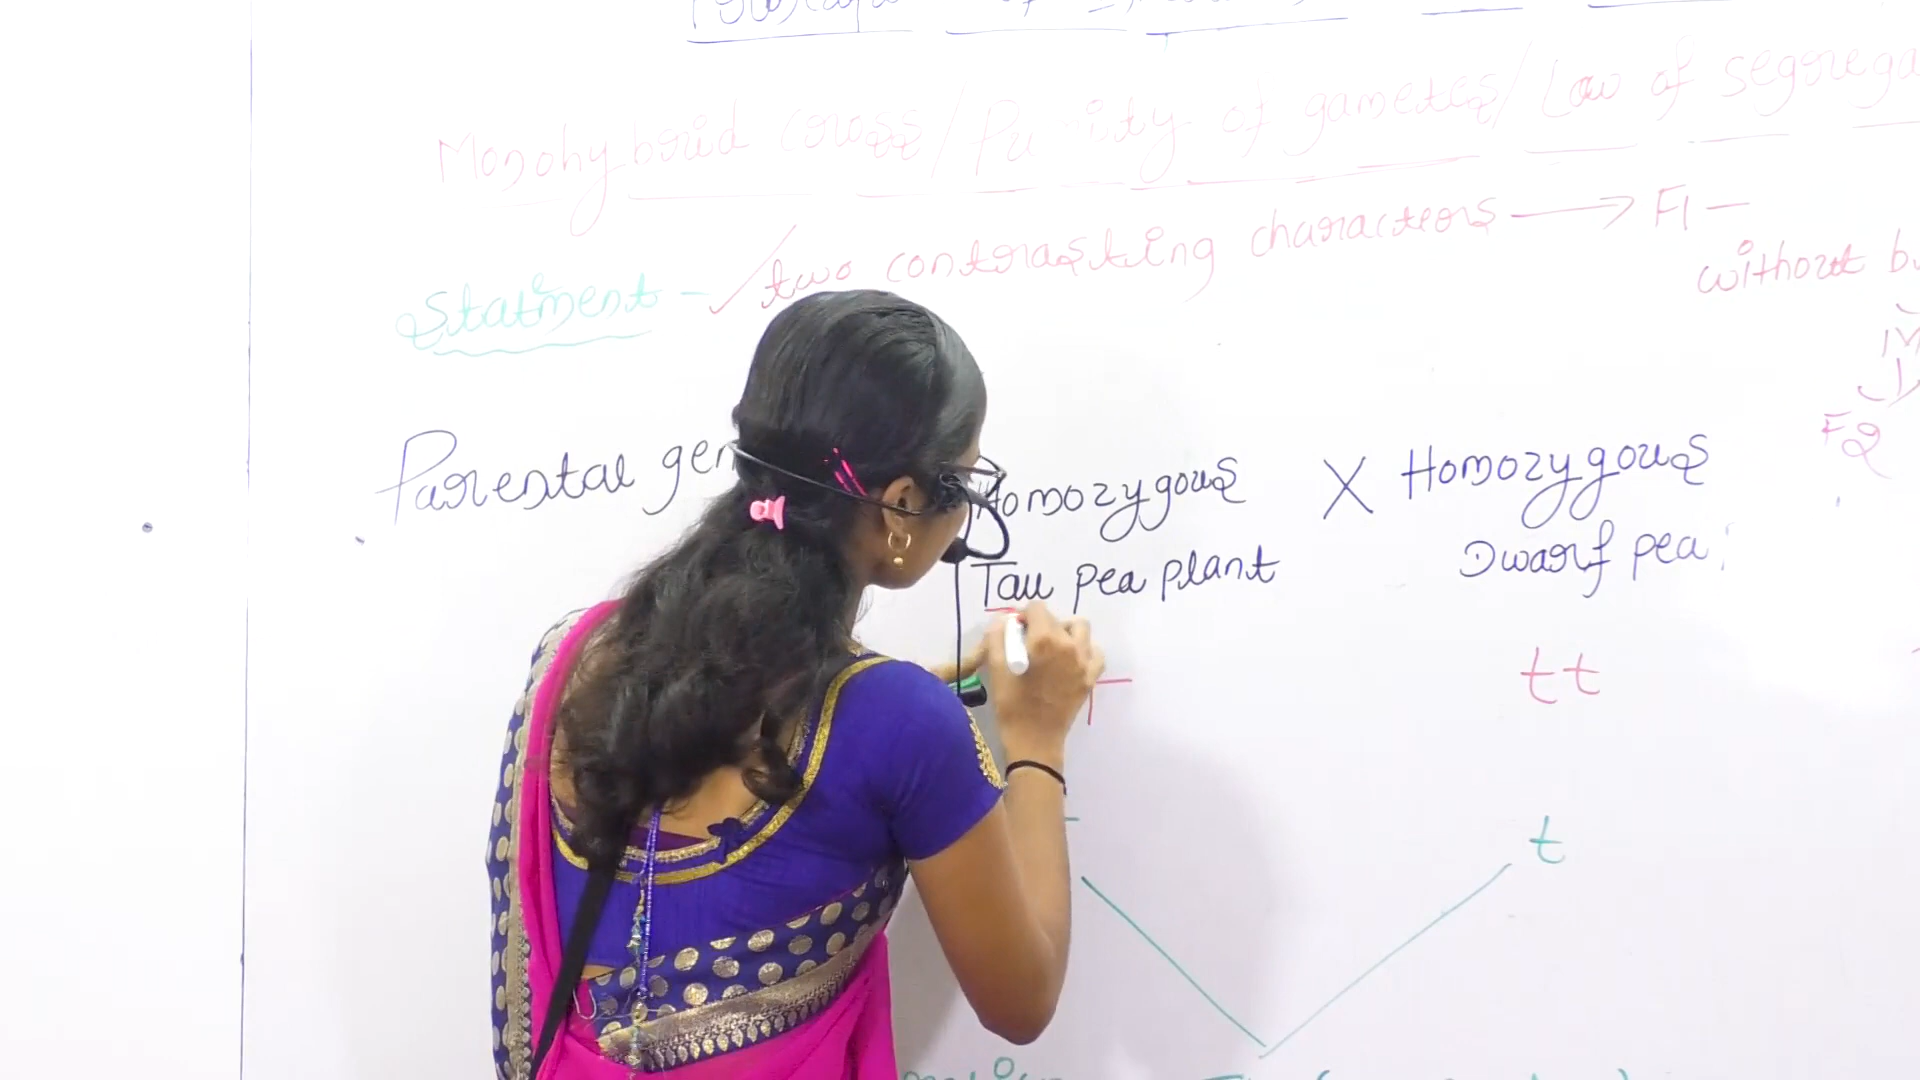 Monohybrid cross/Purity of gametes/Law of segrega
Statment - two contrasting characters → F1 -
without b
F2
Parental gen
Homozygous X Homozygous
Tall pea plant
Dwarf pea
T
tt
t